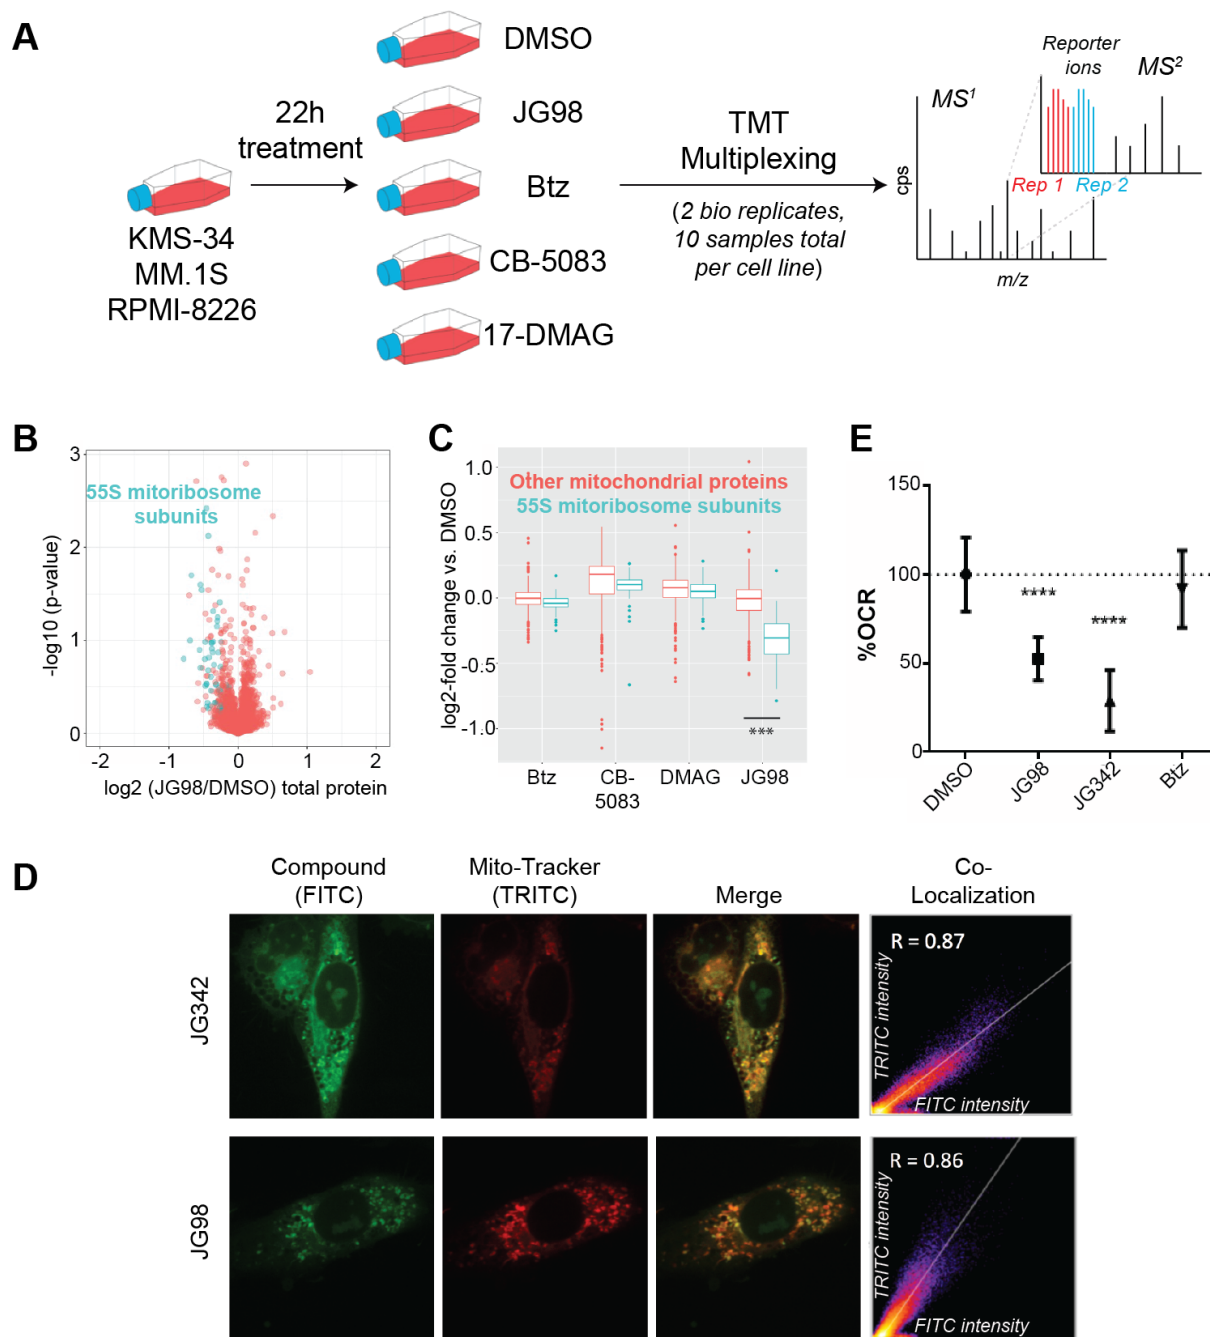 A
22h
treatment
KMS-34
MM.1S
RPMI-8226
DMSO
JG98
Btz
CB-5083
17-DMAG
TMT
Multiplexing
(2 bio replicates,
10 samples total
per cell line)
MS1
Reporter
ions
MS2
Rep 1
Rep 2
cps
m/z
B
3
2
1
0
-log10 (p-value)
55S mitoribosome
subunits
-2
-1
0
1
2
log2 (JG98/DMSO) total protein
C
1.0
0.5
0.0
-0.5
-1.0
log2-fold change vs. DMSO
Other mitochondrial proteins
55S mitoribosome subunits
***
Btz
CB-
5083
DMAG
JG98
E
150
100
50
0
%OCR
****
****
DMSO
JG98
JG342
Btz
D
Compound
(FITC)
Mito-Tracker
(TRITC)
Merge
Co-
Localization
JG342
R = 0.87
TRITC intensity
FITC intensity
JG98
R = 0.86
TRITC intensity
FITC intensity